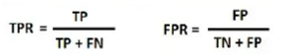 TPR = TP / TP + FN
FPR = FP / TN + FP